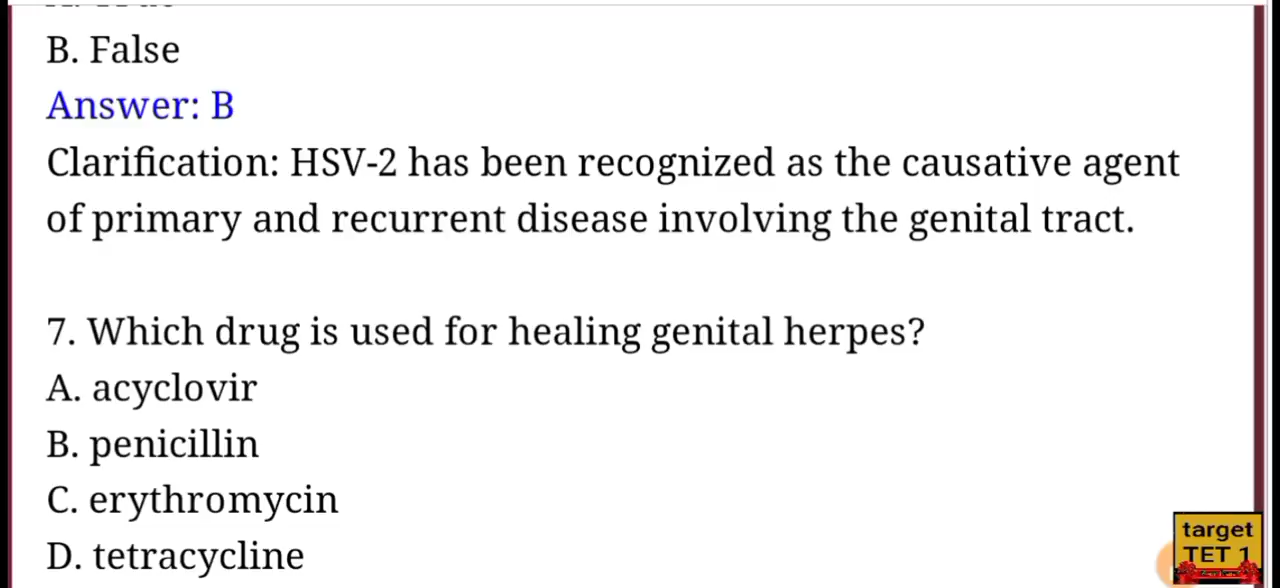 B. False
Answer: B
Clarification: HSV-2 has been recognized as the causative agent
of primary and recurrent disease involving the genital tract.
7. Which drug is used for healing genital herpes?
A. acyclovir
B. penicillin
C. erythromycin
D. tetracycline
target
TET 1